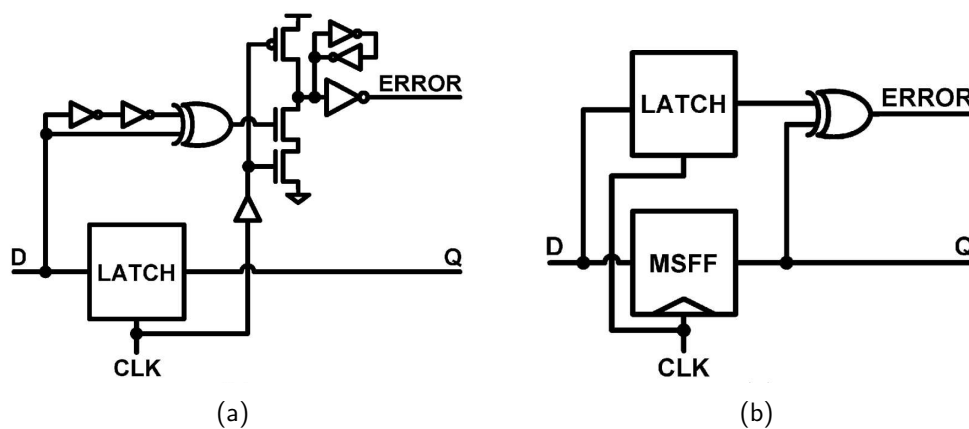 ERROR
D
LATCH
Q
CLK
(a)
LATCH
ERROR
D
MSFF
Q
CLK
(b)